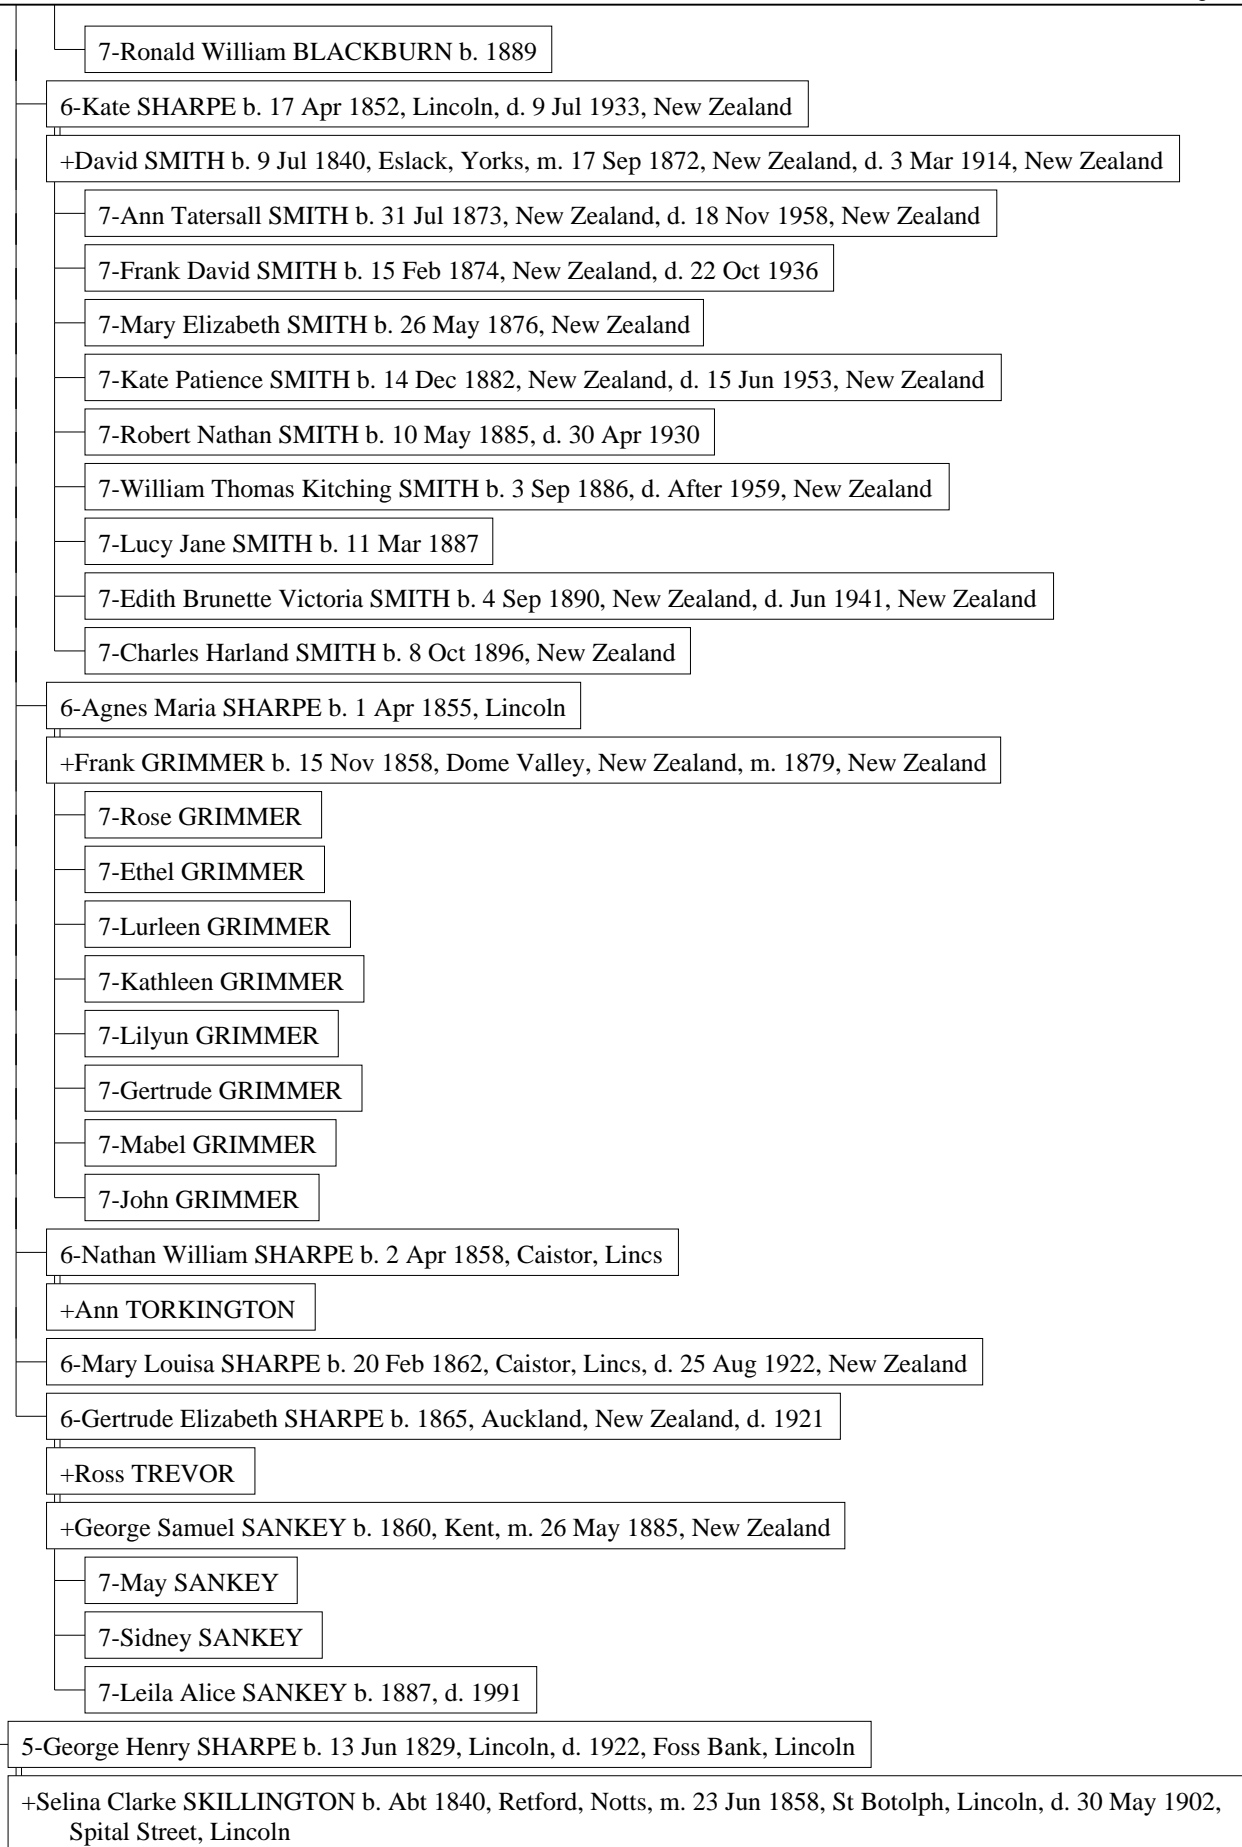 7-Ronald William BLACKBURN b. 1889
6-Kate SHARPE b. 17 Apr 1852, Lincoln, d. 9 Jul 1933, New Zealand
+David SMITH b. 9 Jul 1840, Eslack, Yorks, m. 17 Sep 1872, New Zealand, d. 3 Mar 1914, New Zealand
7-Ann Tatersall SMITH b. 31 Jul 1873, New Zealand, d. 18 Nov 1958, New Zealand
7-Frank David SMITH b. 15 Feb 1874, New Zealand, d. 22 Oct 1936
7-Mary Elizabeth SMITH b. 26 May 1876, New Zealand
7-Kate Patience SMITH b. 14 Dec 1882, New Zealand, d. 15 Jun 1953, New Zealand
7-Robert Nathan SMITH b. 10 May 1885, d. 30 Apr 1930
7-William Thomas Kitching SMITH b. 3 Sep 1886, d. After 1959, New Zealand
7-Lucy Jane SMITH b. 11 Mar 1887
7-Edith Brunette Victoria SMITH b. 4 Sep 1890, New Zealand, d. Jun 1941, New Zealand
7-Charles Harland SMITH b. 8 Oct 1896, New Zealand
6-Agnes Maria SHARPE b. 1 Apr 1855, Lincoln
+Frank GRIMMER b. 15 Nov 1858, Dome Valley, New Zealand, m. 1879, New Zealand
7-Rose GRIMMER
7-Ethel GRIMMER
7-Lurleen GRIMMER
7-Kathleen GRIMMER
7-Lilyun GRIMMER
7-Gertrude GRIMMER
7-Mabel GRIMMER
7-John GRIMMER
6-Nathan William SHARPE b. 2 Apr 1858, Caistor, Lincs
+Ann TORKINGTON
6-Mary Louisa SHARPE b. 20 Feb 1862, Caistor, Lincs, d. 25 Aug 1922, New Zealand
6-Gertrude Elizabeth SHARPE b. 1865, Auckland, New Zealand, d. 1921
+Ross TREVOR
+George Samuel SANKEY b. 1860, Kent, m. 26 May 1885, New Zealand
7-May SANKEY
7-Sidney SANKEY
7-Leila Alice SANKEY b. 1887, d. 1991
5-George Henry SHARPE b. 13 Jun 1829, Lincoln, d. 1922, Foss Bank, Lincoln
+Selina Clarke SKILLINGTON b. Abt 1840, Retford, Notts, m. 23 Jun 1858, St Botolph, Lincoln, d. 30 May 1902,
Spital Street, Lincoln